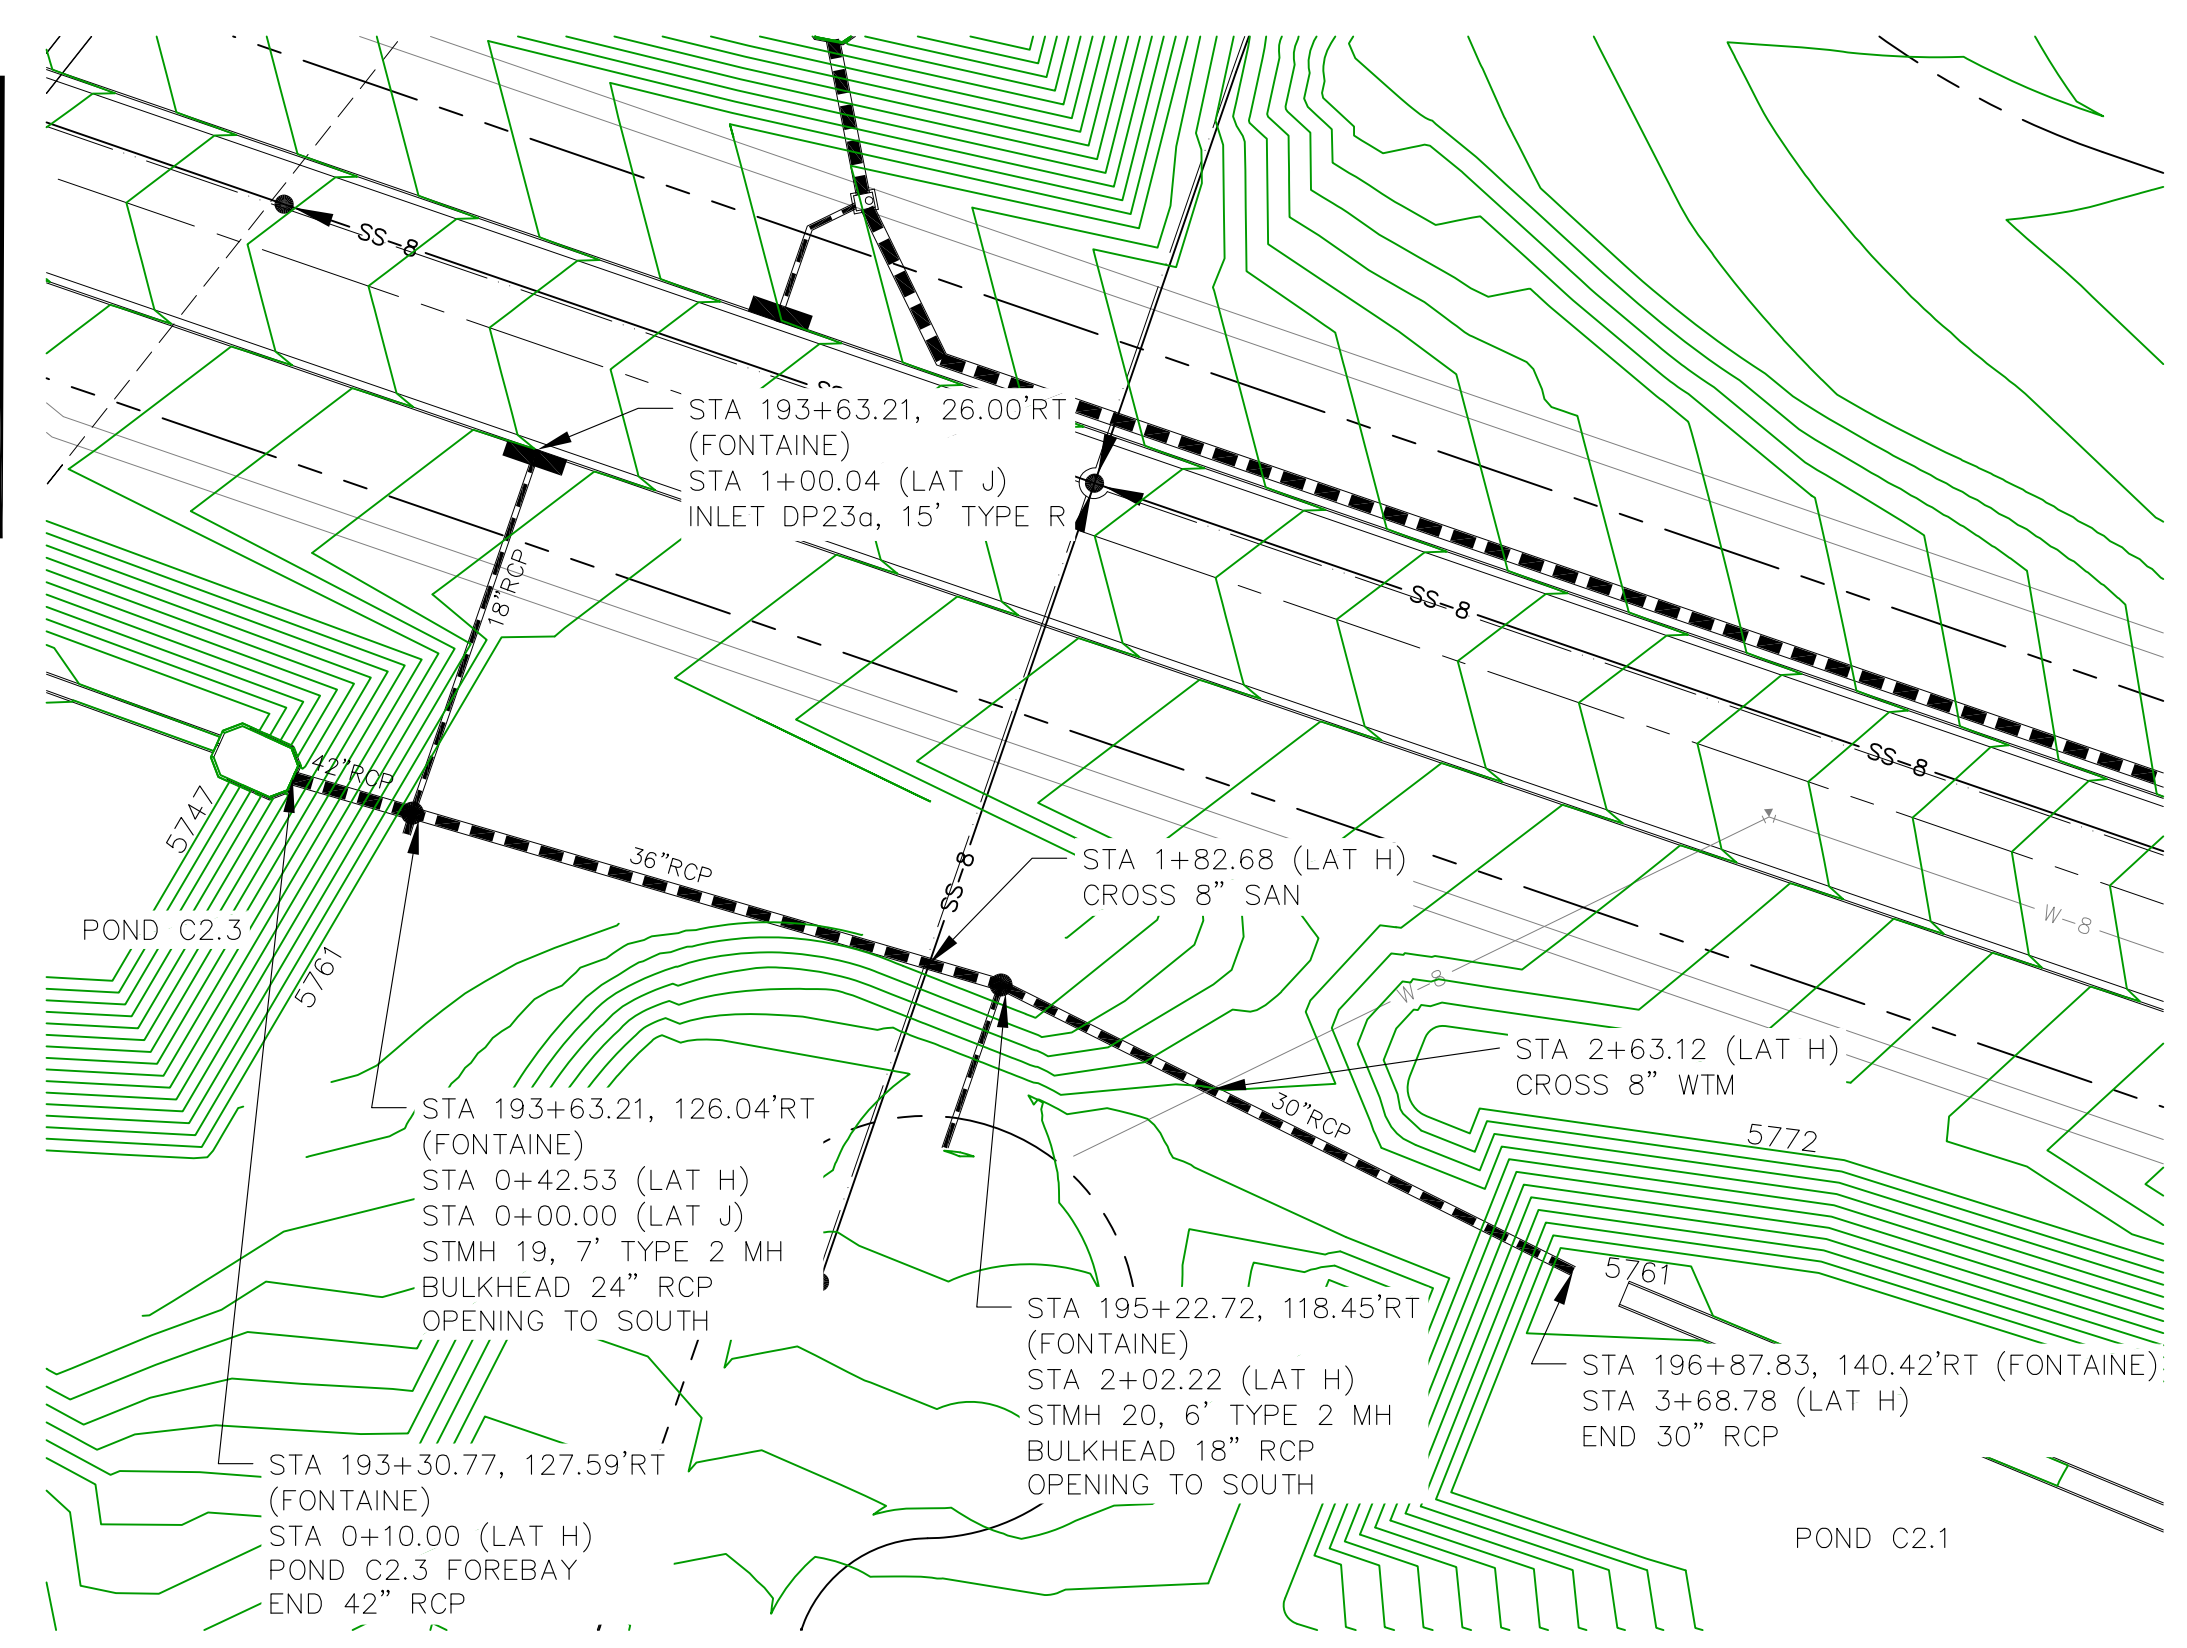 SS-8
STA 193+63.21, 26.00'RT
(FONTAINE)
STA 1+00.04 (LAT J)
INLET DP23a, 15' TYPE R
18"RCP
SS-8
SS-8
42"RCP
5747
36"RCP
SS-8
STA 1+82.68 (LAT H)
CROSS 8" SAN
W-8
POND C2.3
5761
W-8
STA 2+63.12 (LAT H)
CROSS 8" WTM
30"RCP
5772
STA 193+63.21, 126.04'RT
(FONTAINE)
STA 0+42.53 (LAT H)
STA 0+00.00 (LAT J)
STMH 19, 7' TYPE 2 MH
BULKHEAD 24" RCP
OPENING TO SOUTH
5761
STA 195+22.72, 118.45'RT
(FONTAINE)
STA 2+02.22 (LAT H)
STMH 20, 6' TYPE 2 MH
BULKHEAD 18" RCP
OPENING TO SOUTH
STA 196+87.83, 140.42'RT (FONTAINE)
STA 3+68.78 (LAT H)
END 30" RCP
STA 193+30.77, 127.59'RT
(FONTAINE)
STA 0+10.00 (LAT H)
POND C2.3 FOREBAY
END 42" RCP
POND C2.1